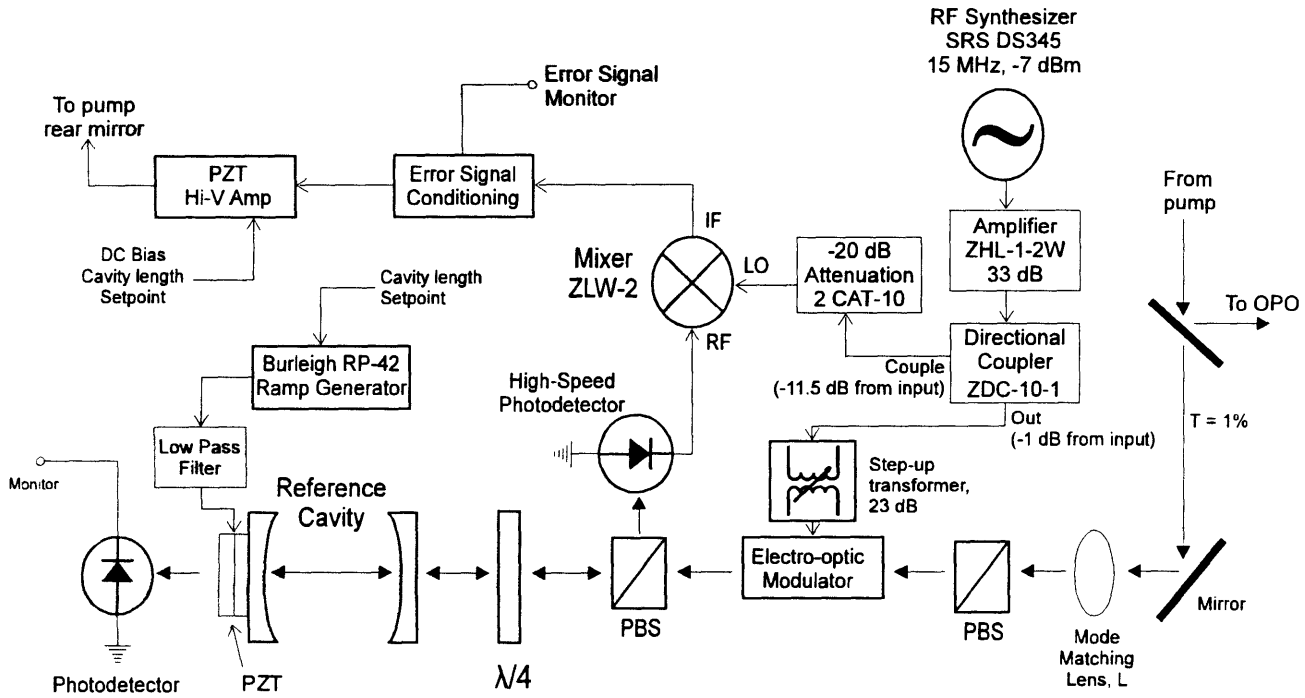 RF Synthesizer
SRS DS345
15 MHz, -7 dBm
Error Signal
Monitor
To pump
rear mirror
PZT
Hi-V Amp
Error Signal
Conditioning
DC Bias
Cavity length
Setpoint
Cavity length
Setpoint
Burleigh RP-42
Ramp Generator
Low Pass
Filter
Monitor
IF
Mixer
ZLW-2
LO
RF
-20 dB
Attenuation
2 CAT-10
Amplifier
ZHL-1-2W
33 dB
Directional
Coupler
ZDC-10-1
Couple
(-11.5 dB from input)
Out
(-1 dB from input)
From
pump
To OPO
T = 1%
High-Speed
Photodetector
Step-up
transformer,
23 dB
Reference
Cavity
Electro-optic
Modulator
PBS
PBS
Mirror
Mode
Matching
Lens, L
λ/4
PZT
Photodetector